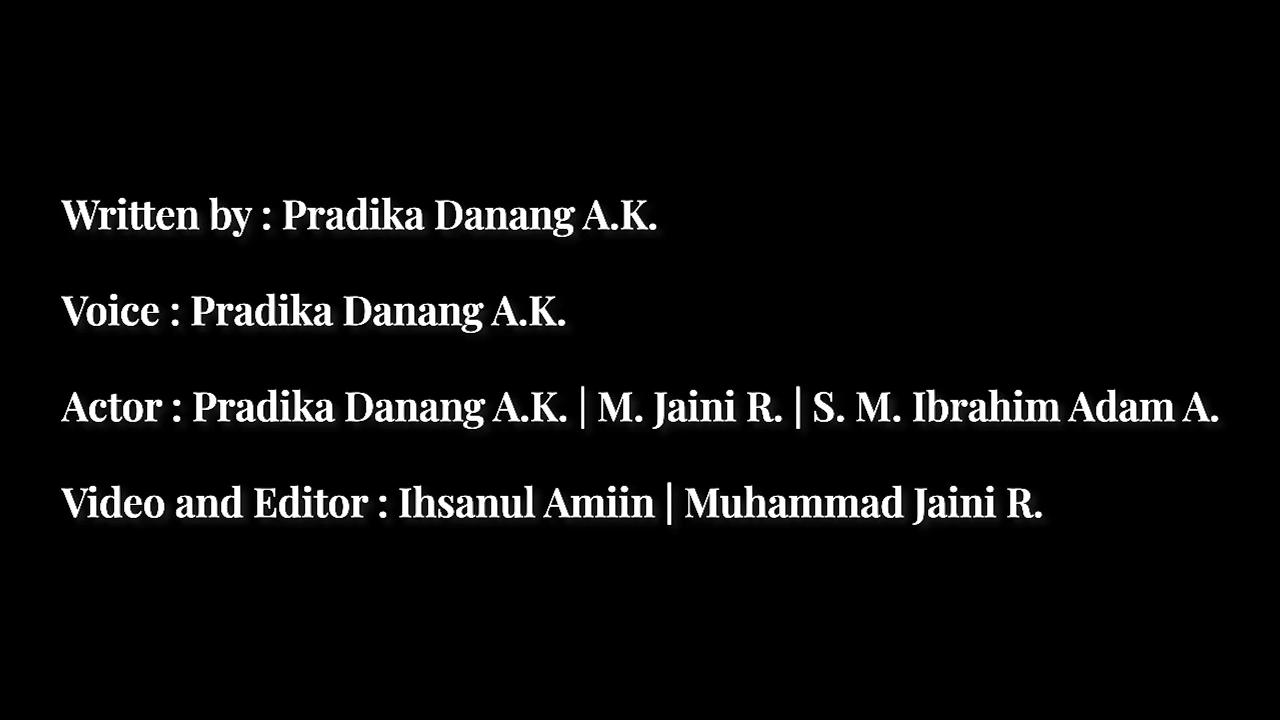 Written by : Pradika Danang A.K.
Voice : Pradika Danang A.K.
Actor : Pradika Danang A.K. | M. Jaini R. | S. M. Ibrahim Adam A.
Video and Editor : Ihsanul Amiin | Muhammad Jaini R.